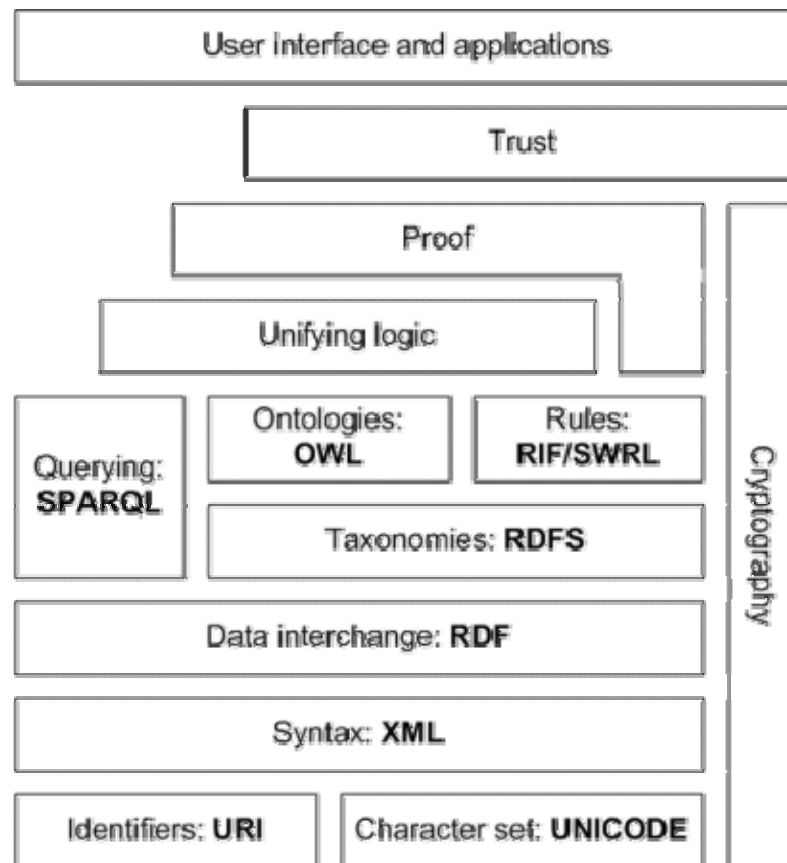 User interface and applications
Trust
Proof
Unifying logic
Querying:
SPARQL
Ontologies:
OWL
Rules:
RIF/SWRL
Taxonomies: RDFS
Data interchange: RDF
Syntax: XML
Identifiers: URI
Character set: UNICODE
Cryptography